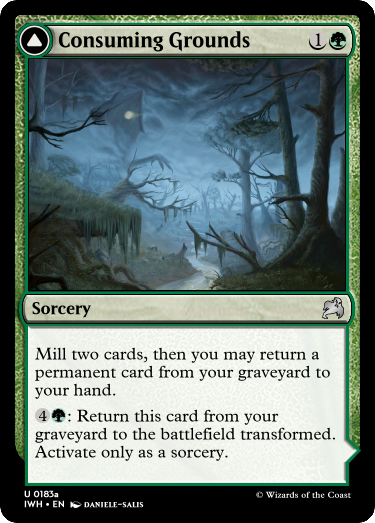 Consuming Grounds 1
Sorcery
Mill two cards, then you may return a
permanent card from your graveyard to
your hand.
4 : Return this card from your
graveyard to the battlefield transformed.
Activate only as a sorcery.
U 0183a
IWH • EN DANIELE-SALIS
© Wizards of the Coast